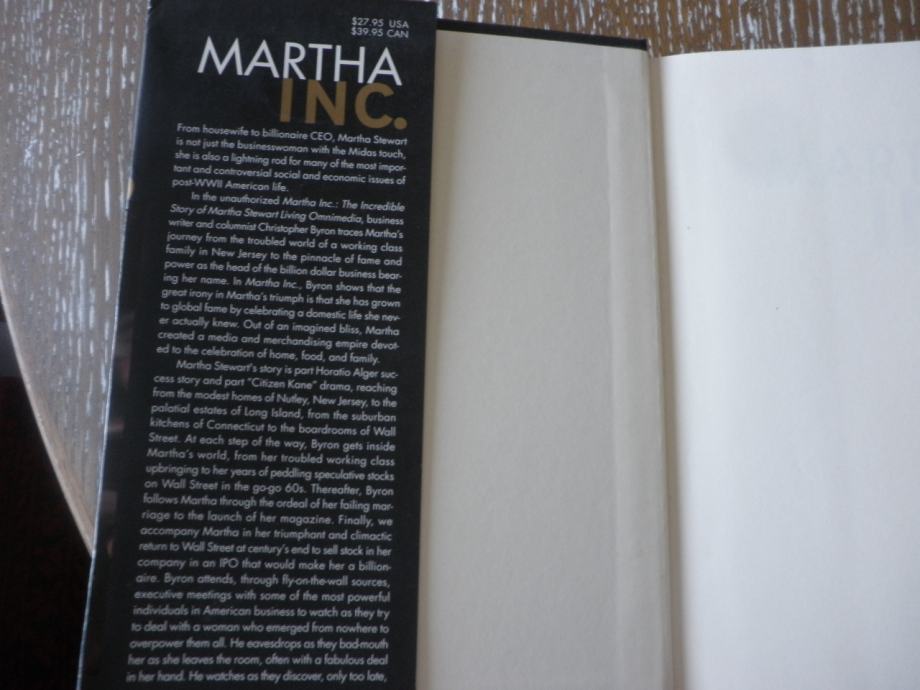 $27.95 USA
$39.95 CAN
MARTHA
INC.
From housewife to billionaire CEO, Martha Stewart
is not just the businesswoman with the Midas touch,
she is also a lightning rod for many of the most impor-
tant and controversial social and economic issues of
post-WWII American life.
In the unauthorized Martha Inc.: The Incredible
Story of Martha Stewart Living Omnimedia, business
writer and columnist Christopher Byron traces Martha's
journey from the troubled world of a working class
family in New Jersey to the pinnacle of fame and
power as the head of the billion dollar business bear-
ing her name. In Martha Inc., Byron shows that the
great irony in Martha's triumph is that she has grown
to global fame by celebrating a domestic life she nev-
er actually knew. Out of an imagined bliss, Martha
created a media and merchandising empire devot-
ed to the celebration of home, food, and family.
Martha Stewart's story is part Horatio Alger suc-
cess story and part "Citizen Kane" drama, reaching
from the modest homes of Nutley, New Jersey, to the
palatial estates of Long Island, from the suburban
kitchens of Connecticut to the boardrooms of Wall
Street. At each step of the way, Byron gets inside
Martha's world, from her troubled working class
upbringing to her years of peddling speculative stocks
on Wall Street in the go-go 60s. Thereafter, Byron
follows Martha through the ordeal of her failing mar-
riage to the launch of her magazine. Finally, we
accompany Martha in her triumphant and climactic
return to Wall Street at century's end to sell stock in her
company in an IPO that would make her a billion-
aire. Byron attends, through fly-on-the-wall sources,
executive meetings with some of the most powerful
individuals in American business to watch as they try
to deal with a woman who emerged from nowhere to
overpower them all. He eavesdrops as they bad-mouth
her as she leaves the room, often with a fabulous deal
in her hand. He watches as they discover, only too late,